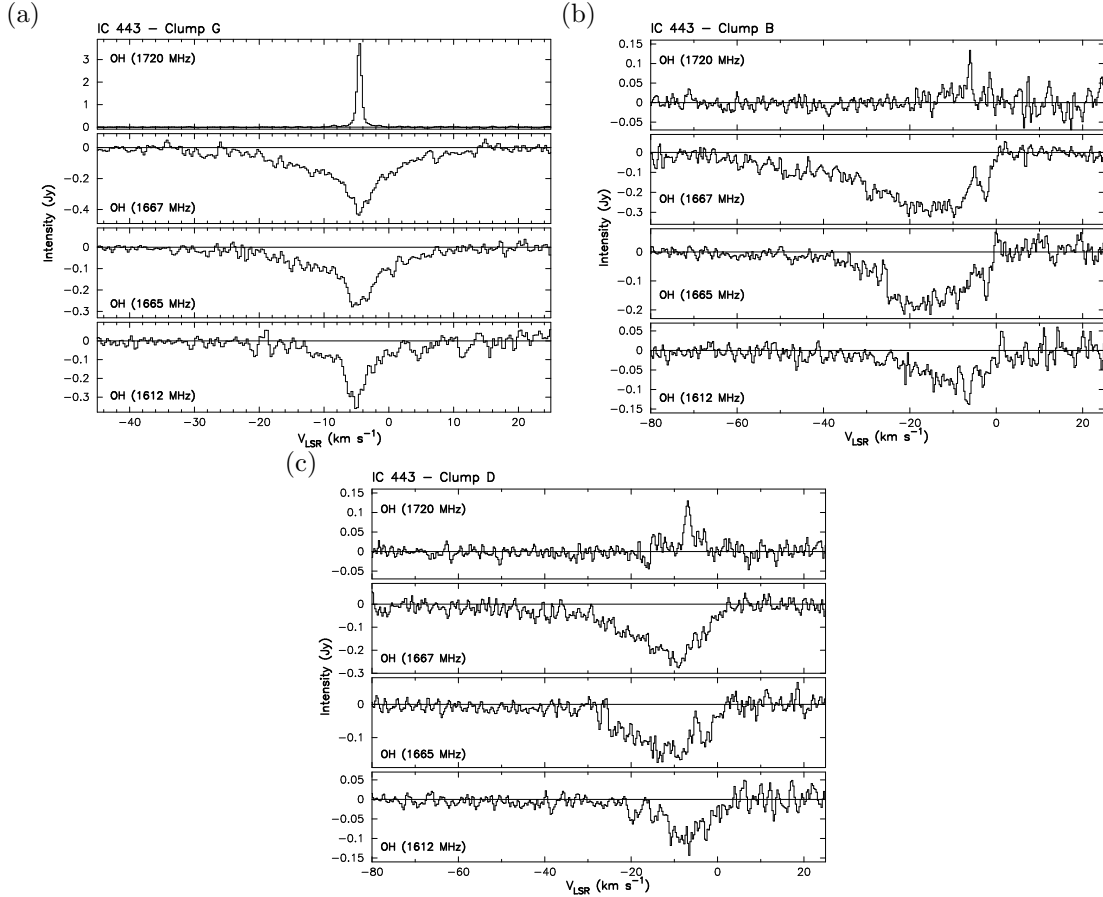 (a)
IC 443 – Clump G
OH (1720 MHz)
3
2
1
0
OH (1667 MHz)
0
−0.2
−0.4
OH (1665 MHz)
0
−0.1
−0.2
−0.3
OH (1612 MHz)
0
−0.1
−0.2
−0.3
Intensity (Jy)
−40 −30 −20 −10 0 10 20
V_LSR (km s⁻¹)
(b)
IC 443 – Clump B
OH (1720 MHz)
0.15
0.1
0.05
0
−0.05
OH (1667 MHz)
0
−0.1
−0.2
−0.3
OH (1665 MHz)
0
−0.1
−0.2
OH (1612 MHz)
0.05
0
−0.05
−0.1
−0.15
Intensity (Jy)
−80 −60 −40 −20 0 20
V_LSR (km s⁻¹)
(c)
IC 443 – Clump D
OH (1720 MHz)
0.15
0.1
0.05
0
−0.05
OH (1667 MHz)
0
−0.1
−0.2
−0.3
OH (1665 MHz)
0
−0.1
OH (1612 MHz)
0.05
0
−0.05
−0.1
−0.15
Intensity (Jy)
−80 −60 −40 −20 0 20
V_LSR (km s⁻¹)